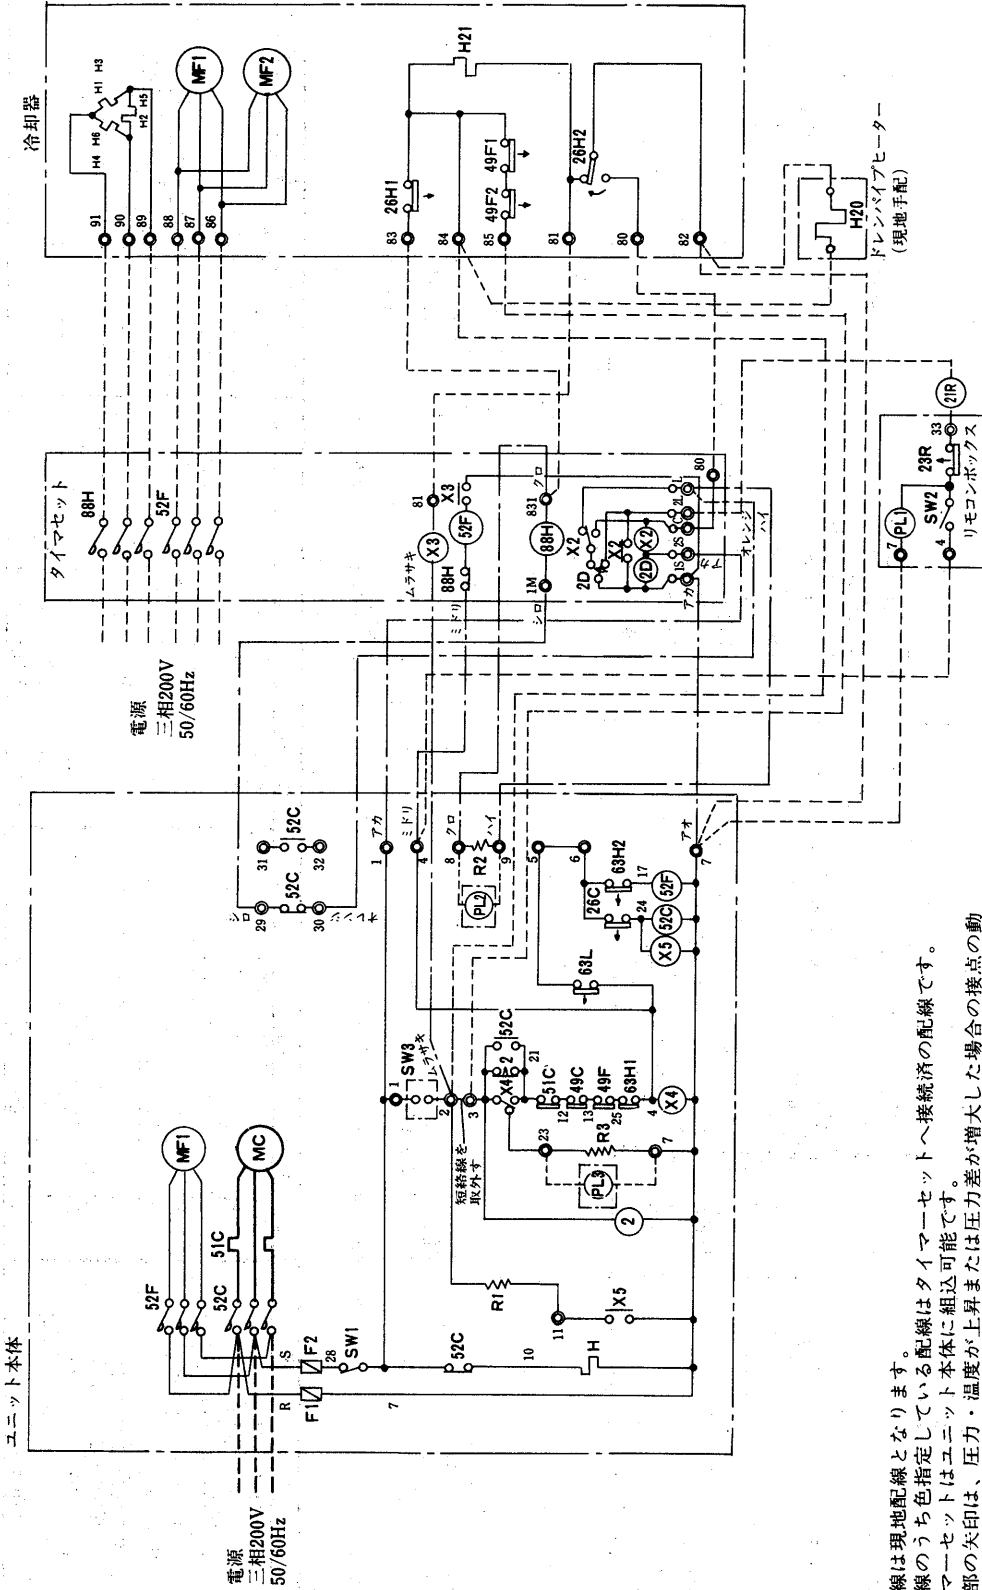 ユニット本体
電源
三相200V
50/60Hz
MF1
MC
52F
52C
51C
R
S
F1
F2
28
SW1
7
52C
10
H
R1
11
X5
2
短絡線を
取外す
1
SW3
ムラサキ
2
3
X4
2
52C
21
51C
12
49C
13
49F
25
63H1
4
X4
23
R3
7
PL3
63L
29
52C
30
オレンジ
31
52C
32
1
アカ
4
ミドリ
8
クロ
R2
9
ハイ
PL2
5
6
26C
63H2
24
17
X5
52C
52F
7
アオ
タイマセット
電源
三相200V
50/60Hz
88H
52F
ムラサキ
X3
81
ミドリ
88H
52F
X3
シロ
1M
88H
831
クロ
2D
X2
X2
2D
X2
1S
2S
C
2L
L
アカ
オレンジ
ハイ
80
冷却器
H4
H6
H1
H3
H2
H5
91
90
89
88
87
86
MF1
MF2
83
84
85
81
80
82
26H1
49F2
49F1
H21
26H2
H20
ドレンパイプヒーター
(現地手配)
PL1
7
SW2
4
23R
33
21R
リモコンボックス
線は現地配線となります。
線のうち色指定している配線はタイマーセットへ接続済の配線です。
マーセットはユニット本体に組込可能です。
部の矢印は、圧力・温度が上昇または圧力差が増大した場合の接点の動